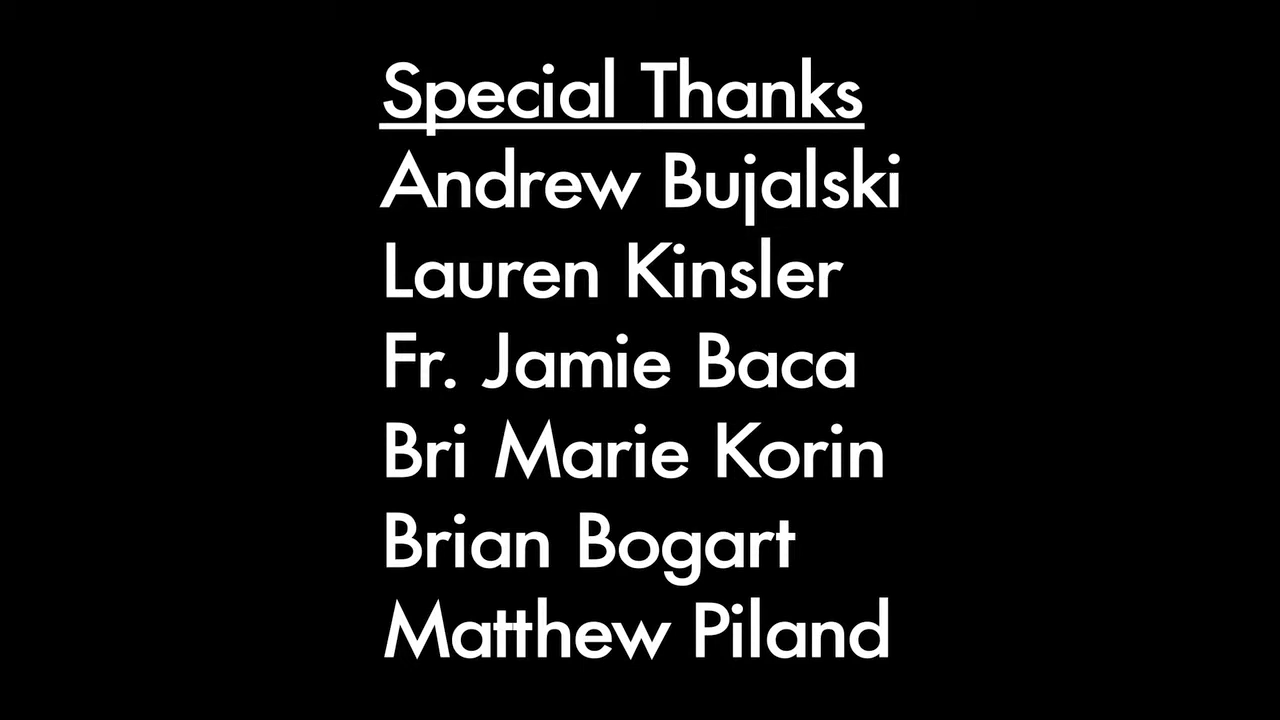 Special Thanks
Andrew Bujalski
Lauren Kinsler
Fr. Jamie Baca
Bri Marie Korin
Brian Bogart
Matthew Piland